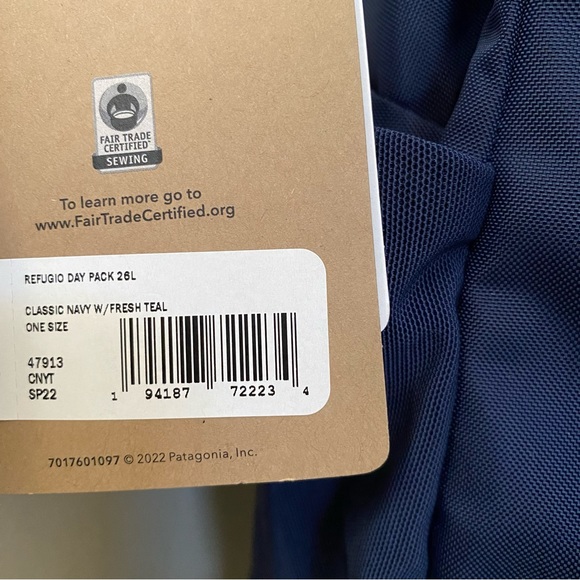 FAIR TRADE
CERTIFIED™
SEWING
To learn more go to
www.FairTradeCertified.org
REFUGIO DAY PACK 26L
CLASSIC NAVY W/FRESH TEAL
ONE SIZE
47913
CNYT
SP22
1 94187 72223 4
7017601097 © 2022 Patagonia, Inc.